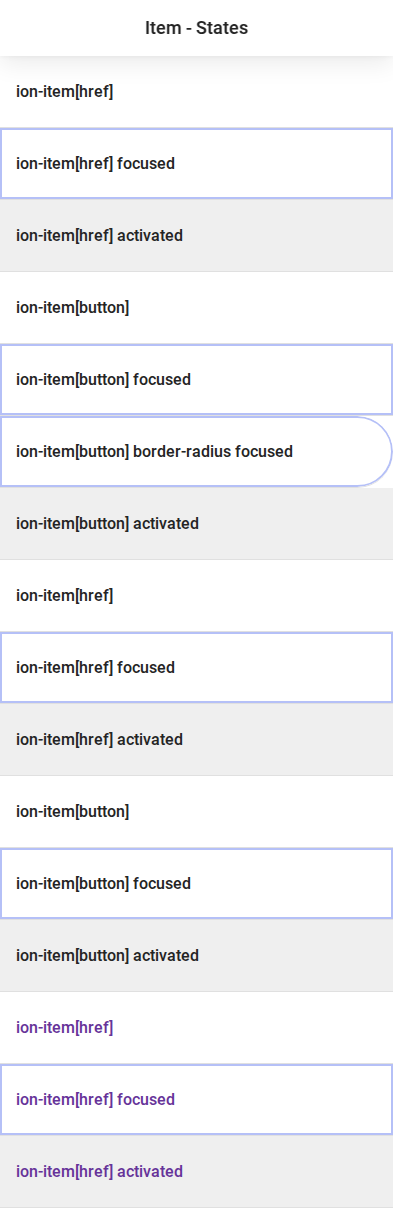 Item - States
ion-item[href]
ion-item[href] focused
ion-item[href] activated
ion-item[button]
ion-item[button] focused
ion-item[button] border-radius focused
ion-item[button] activated
ion-item[href]
ion-item[href] focused
ion-item[href] activated
ion-item[button]
ion-item[button] focused
ion-item[button] activated
ion-item[href]
ion-item[href] focused
ion-item[href] activated